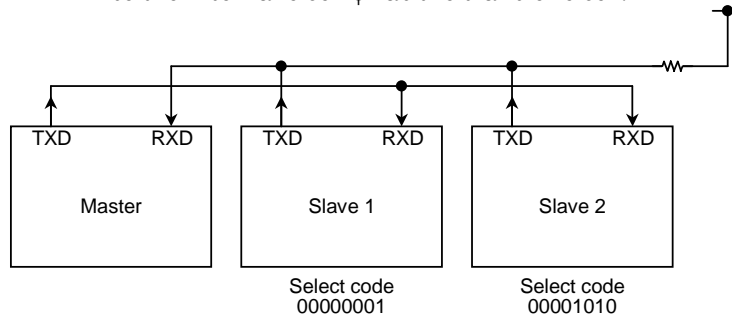 TXD RXD TXD RXD TXD RXD
Master Slave 1 Slave 2
Select code Select code
00000001 00001010